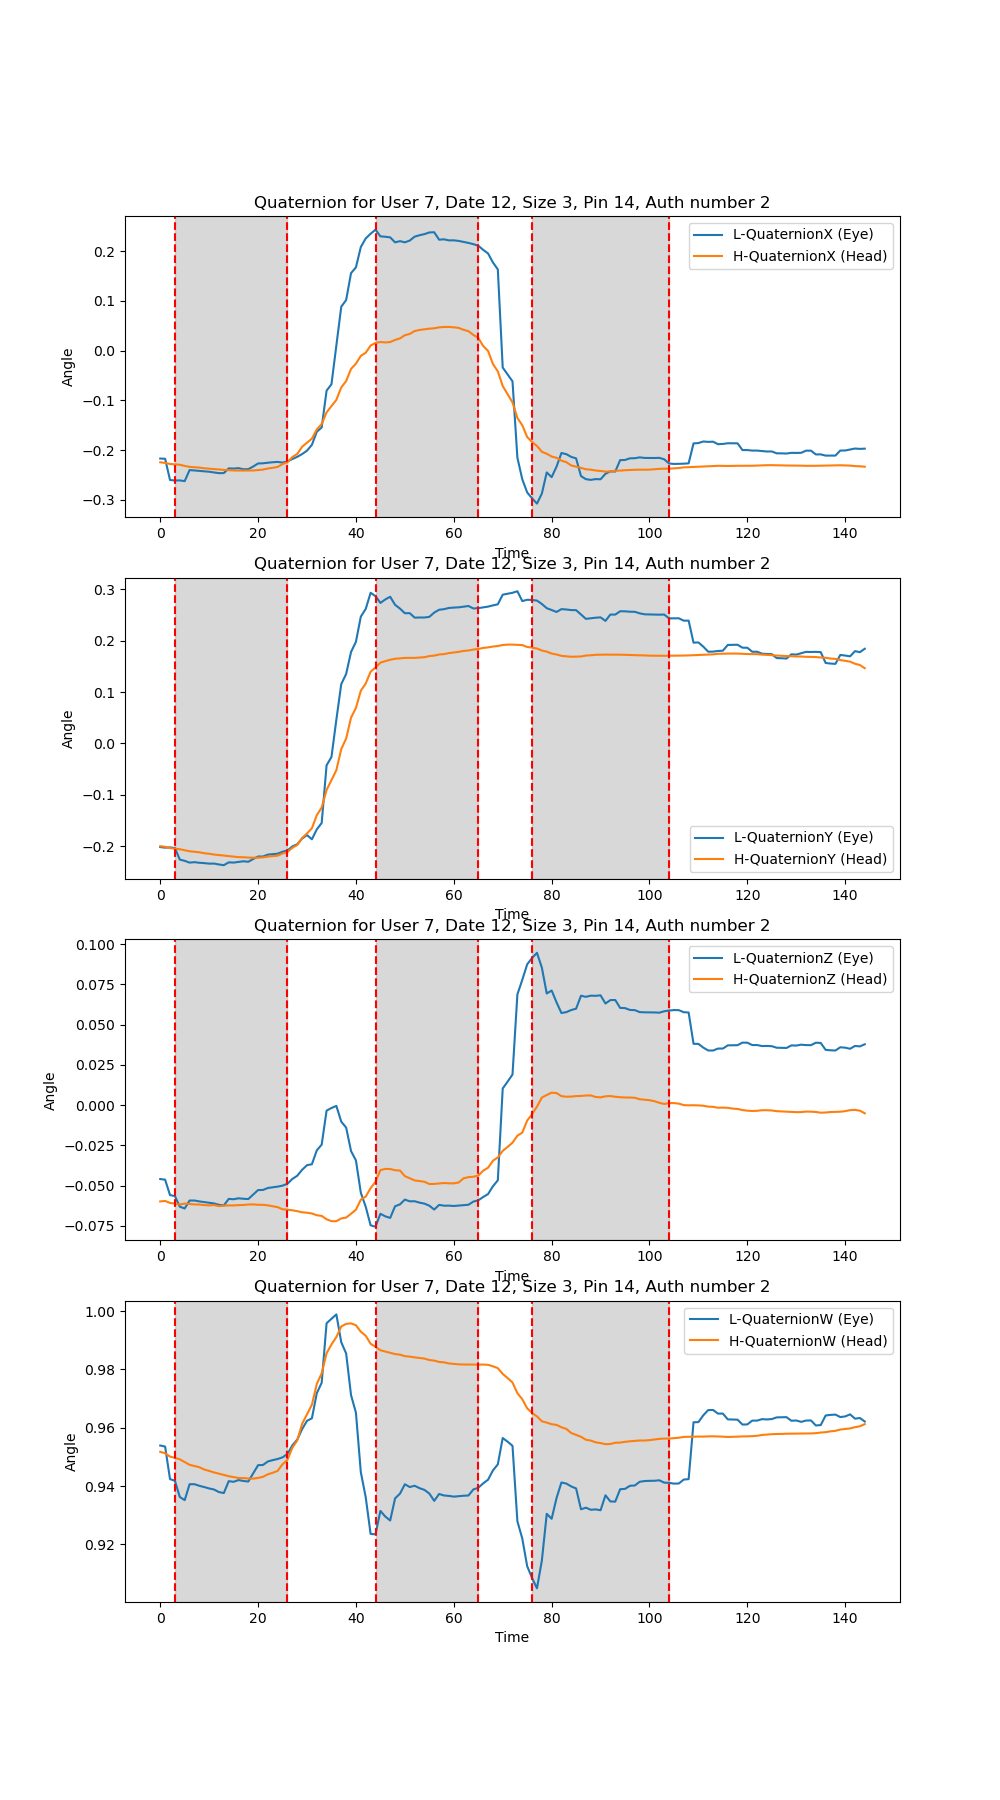 Quaternion for User 7, Date 12, Size 3, Pin 14, Auth number 2
L-QuaternionX (Eye)
H-QuaternionX (Head)
0.2
0.1
0.0
−0.1
−0.2
−0.3
Angle
0 20 40 60 80 100 120 140
Time
Quaternion for User 7, Date 12, Size 3, Pin 14, Auth number 2
0.3
0.2
0.1
0.0
−0.1
−0.2
Angle
L-QuaternionY (Eye)
H-QuaternionY (Head)
0 20 40 60 80 100 120 140
Time
Quaternion for User 7, Date 12, Size 3, Pin 14, Auth number 2
L-QuaternionZ (Eye)
H-QuaternionZ (Head)
0.100
0.075
0.050
0.025
0.000
−0.025
−0.050
−0.075
Angle
0 20 40 60 80 100 120 140
Time
Quaternion for User 7, Date 12, Size 3, Pin 14, Auth number 2
L-QuaternionW (Eye)
H-QuaternionW (Head)
1.00
0.98
0.96
0.94
0.92
Angle
0 20 40 60 80 100 120 140
Time